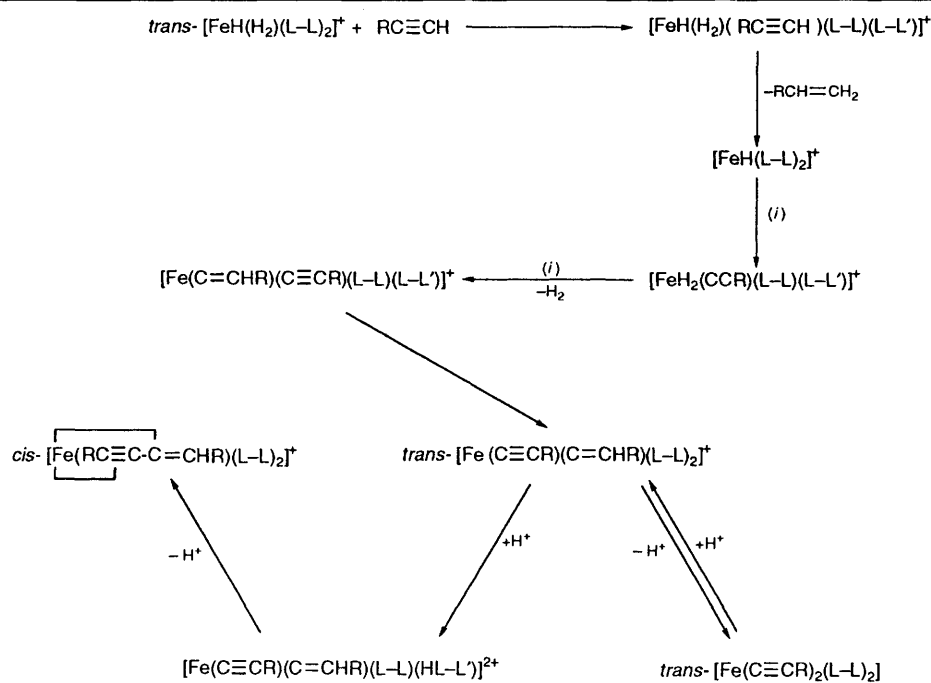 trans- [FeH(H₂)(L–L)₂]⁺ + RC≡CH
[FeH(H₂)( RC≡CH )(L–L)(L–L′)]⁺
–RCH=CH₂
[FeH(L–L)₂]⁺
(i)
[Fe(C=CHR)(C≡CR)(L–L)(L–L′)]⁺
(i)
–H₂
[FeH₂(CCR)(L–L)(L–L′)]⁺
cis- [Fe(RC≡C-C=CHR)(L–L)₂]⁺
trans- [Fe (C≡CR)(C=CHR)(L–L)₂]⁺
– H⁺
+H⁺
– H⁺
+H⁺
[Fe(C≡CR)(C=CHR)(L–L)(HL–L′)]²⁺
trans- [Fe(C≡CR)₂(L–L)₂]